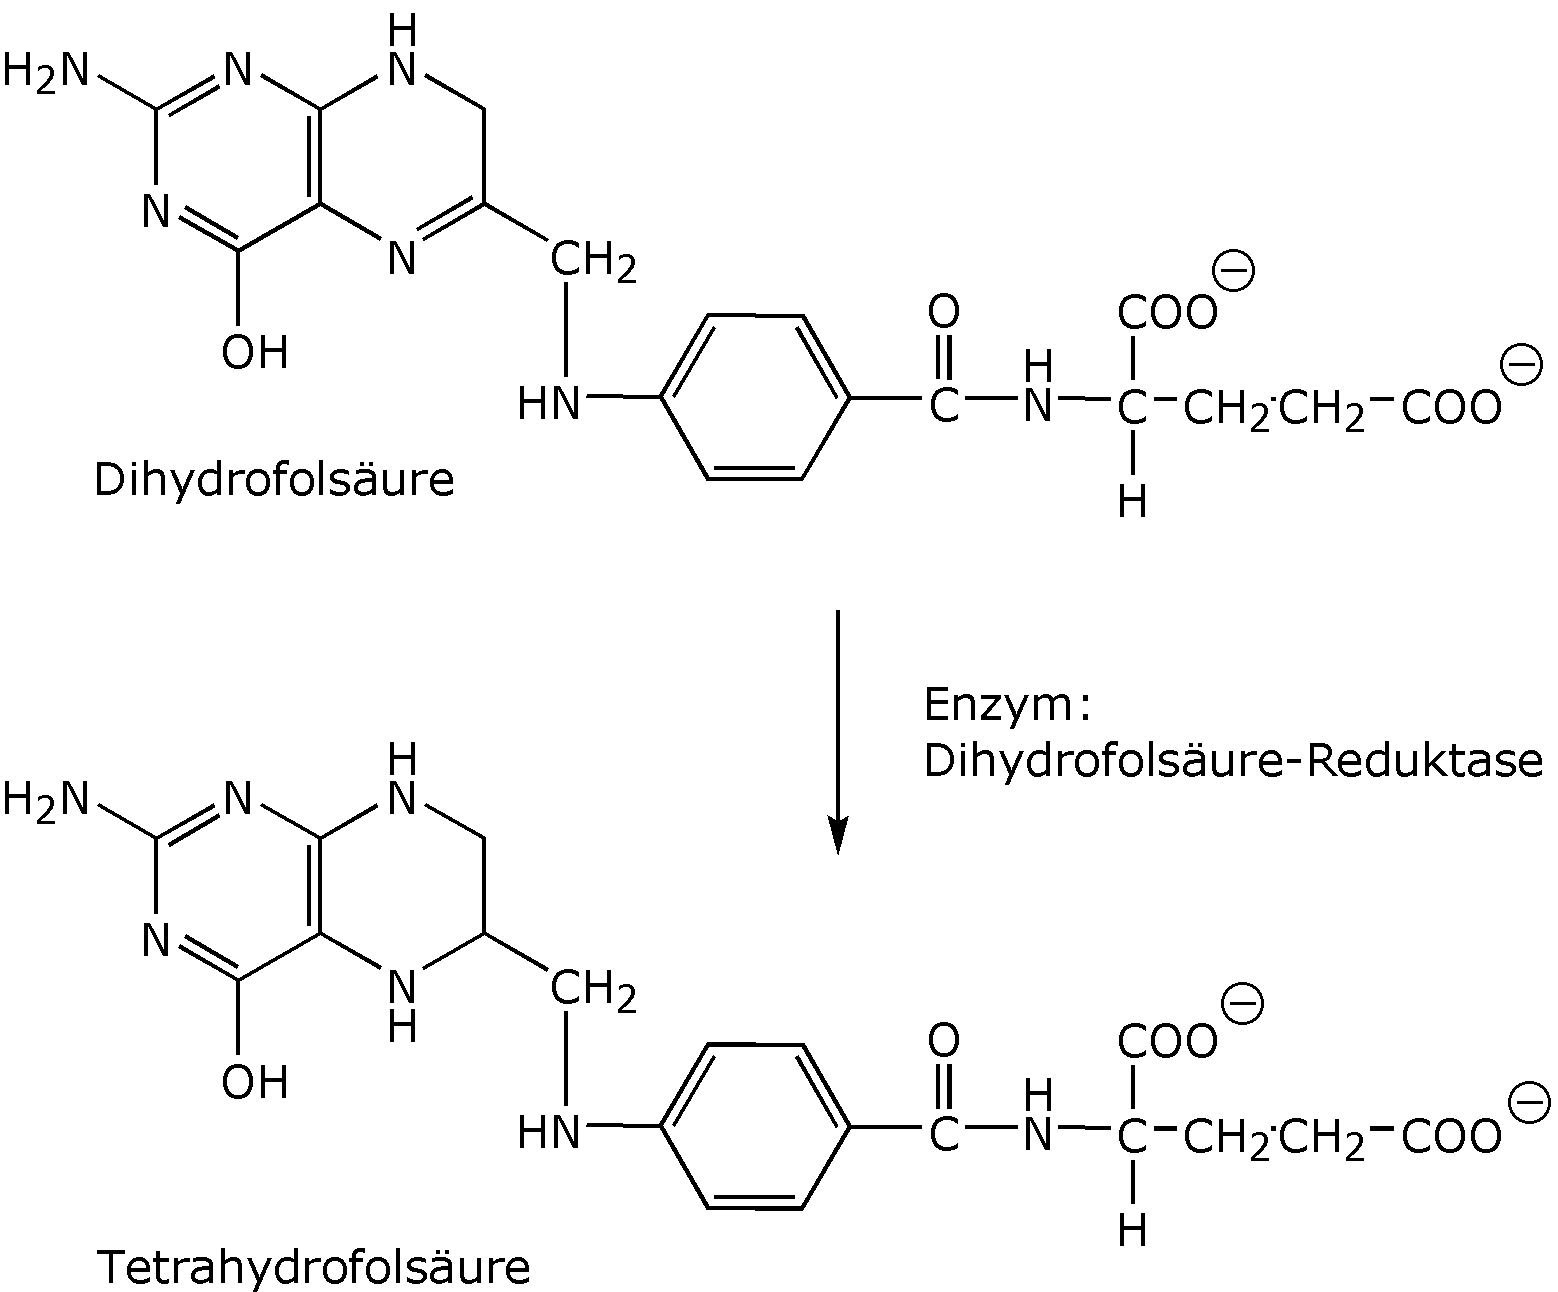 H
H2N N N
N N CH2
OH
O COO⊖
HN C H N C CH2 CH2 COO⊖
H
Dihydrofolsäure
Enzym:
Dihydrofolsäure-Reduktase
H
H2N N N
N N H CH2
OH
O COO⊖
HN C H N C CH2 CH2 COO⊖
H
Tetrahydrofolsäure